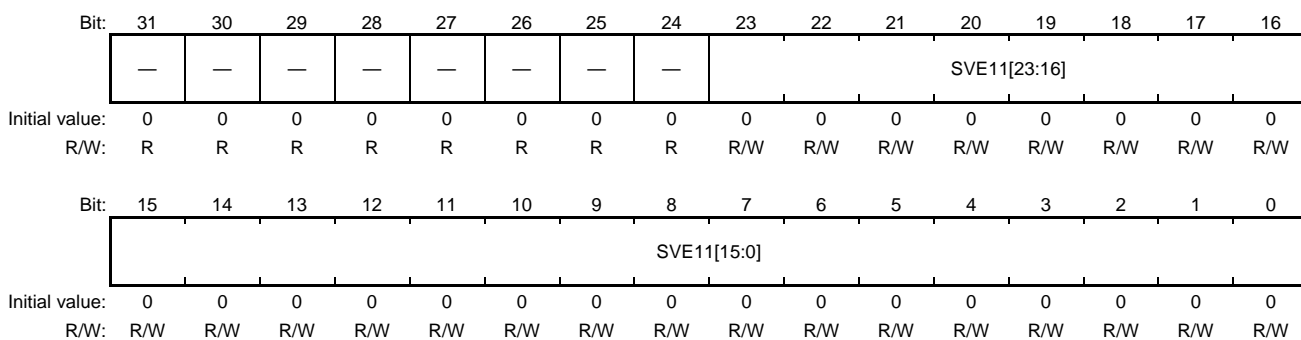 Bit: 31 30 29 28 27 26 25 24 23 22 21 20 19 18 17 16
— — — — — — — — SVE11[23:16]
Initial value: 0 0 0 0 0 0 0 0 0 0 0 0 0 0 0 0
R/W: R R R R R R R R R/W R/W R/W R/W R/W R/W R/W R/W
Bit: 15 14 13 12 11 10 9 8 7 6 5 4 3 2 1 0
SVE11[15:0]
Initial value: 0 0 0 0 0 0 0 0 0 0 0 0 0 0 0 0
R/W: R/W R/W R/W R/W R/W R/W R/W R/W R/W R/W R/W R/W R/W R/W R/W R/W